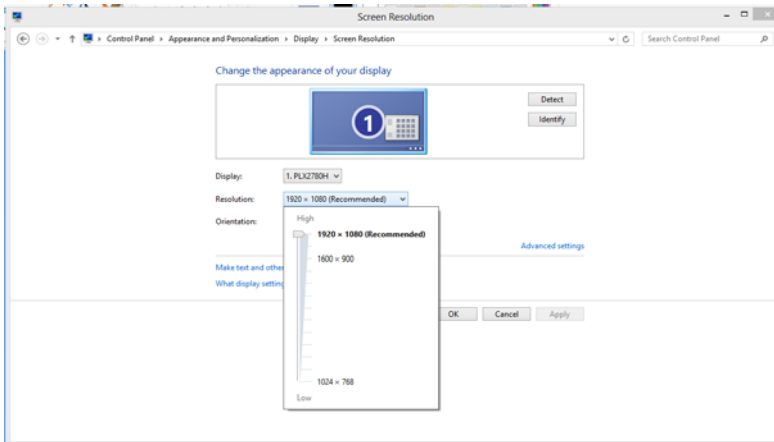 Screen Resolution
Control Panel › Appearance and Personalization › Display › Screen Resolution
Search Control Panel
Change the appearance of your display
1
Detect
Identify
Display: 1. PLX2780H
Resolution: 1920 × 1080 (Recommended)
Orientation:
High
1920 × 1080 (Recommended)
1600 × 900
1024 × 768
Low
Advanced settings
Make text and other
What display setting
OK Cancel Apply